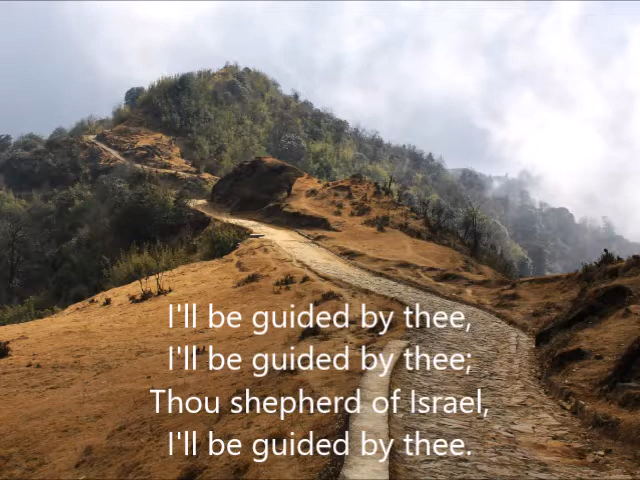 I'll be guided by thee,
I'll be guided by thee;
Thou shepherd of Israel,
I'll be guided by thee.